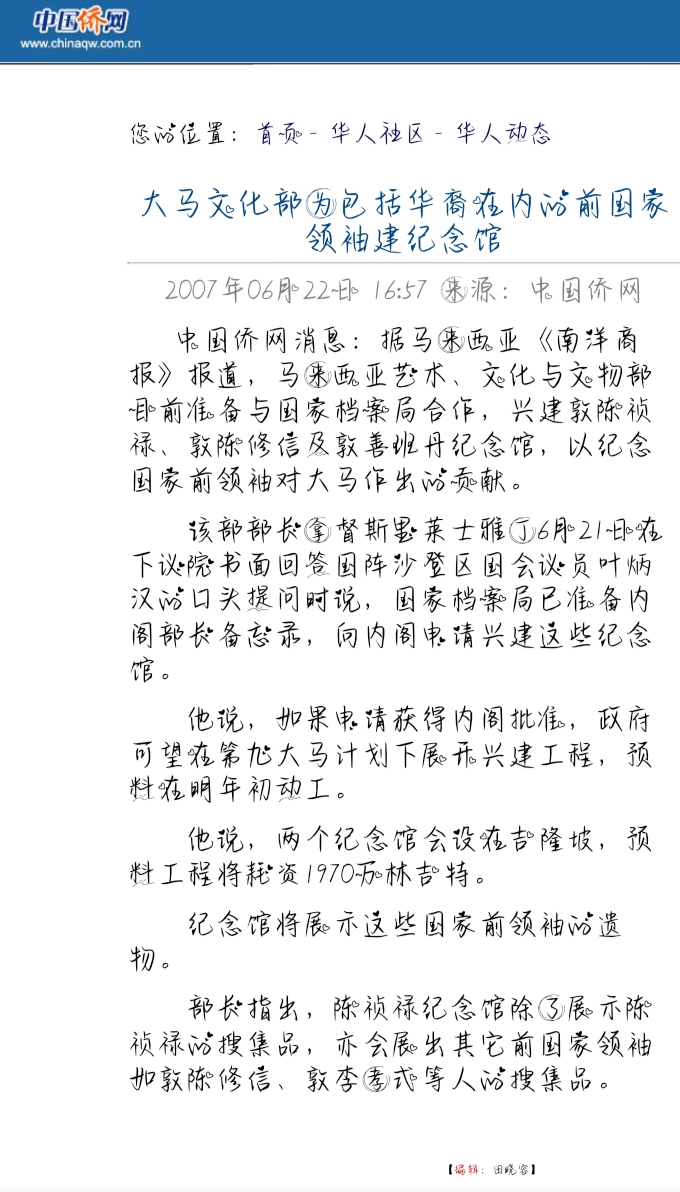 中国侨网
www.chinaqw.com.cn
您的位置：首页 - 华人社区 - 华人动态
大马文化部为包括华裔在内的前国家
领袖建纪念馆
2007年06月22日 16:57 来源：中国侨网
中国侨网消息：据马来西亚《南洋商
报》报道，马来西亚艺术、文化与文物部
目前准备与国家档案局合作，兴建敦陈祯
禄、敦陈修信及敦善班丹纪念馆，以纪念
国家前领袖对大马作出的贡献。
该部部长拿督斯里莱士雅丁6月21日在
下议院书面回答国阵沙登区国会议员叶炳
汉的口头提问时说，国家档案局已准备内
阁部长备忘录，向内阁申请兴建这些纪念
馆。
他说，如果申请获得内阁批准，政府
可望在第九大马计划下展开兴建工程，预
料在明年初动工。
他说，两个纪念馆会设在吉隆坡，预
料工程将耗资1970万林吉特。
纪念馆将展示这些国家前领袖的遗
物。
部长指出，陈祯禄纪念馆除了展示陈
祯禄的搜集品，亦会展出其它前国家领袖
如敦陈修信、敦李孝式等人的搜集品。
【编辑：田晓容】